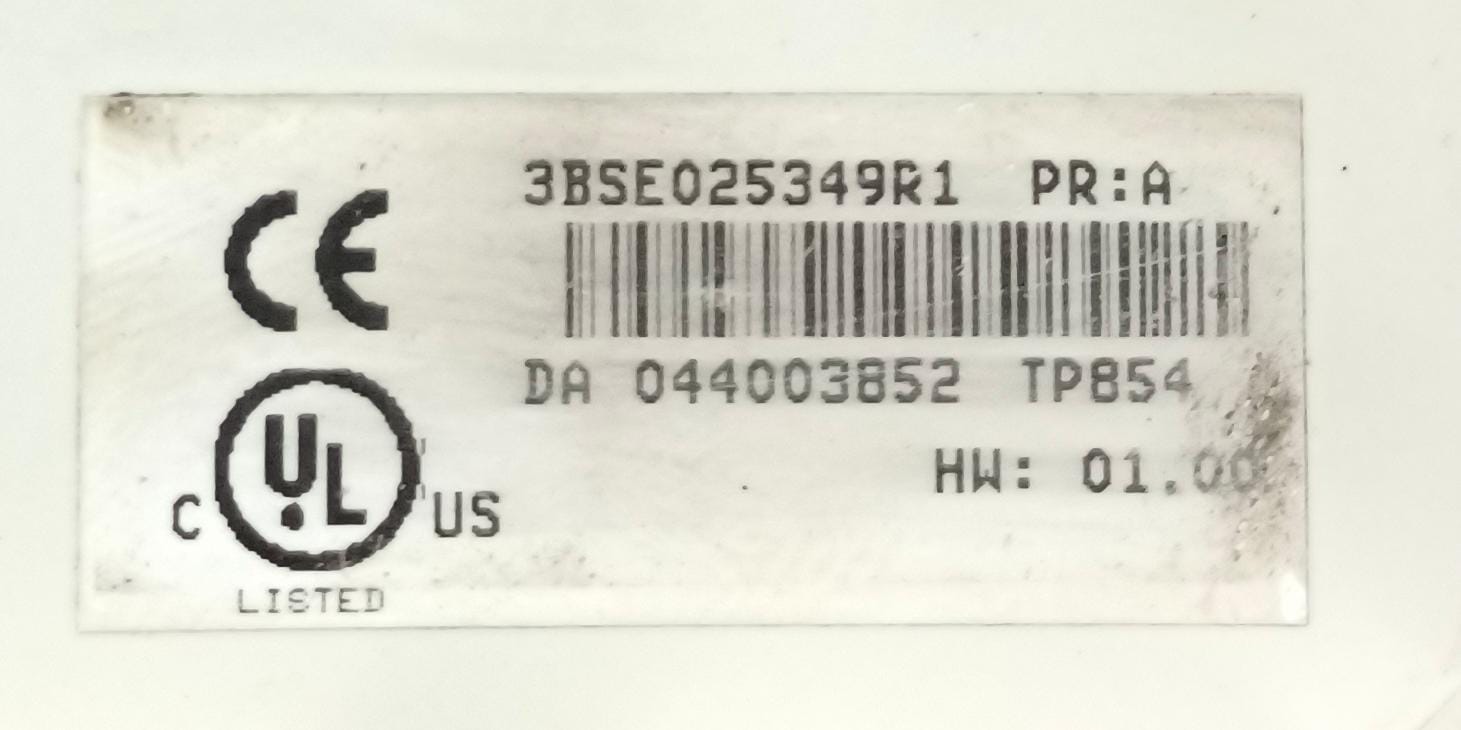 3BSE025349R1 PR:A
CE
DA 044003852 TP854
HW: 01.00
C UL US
LISTED